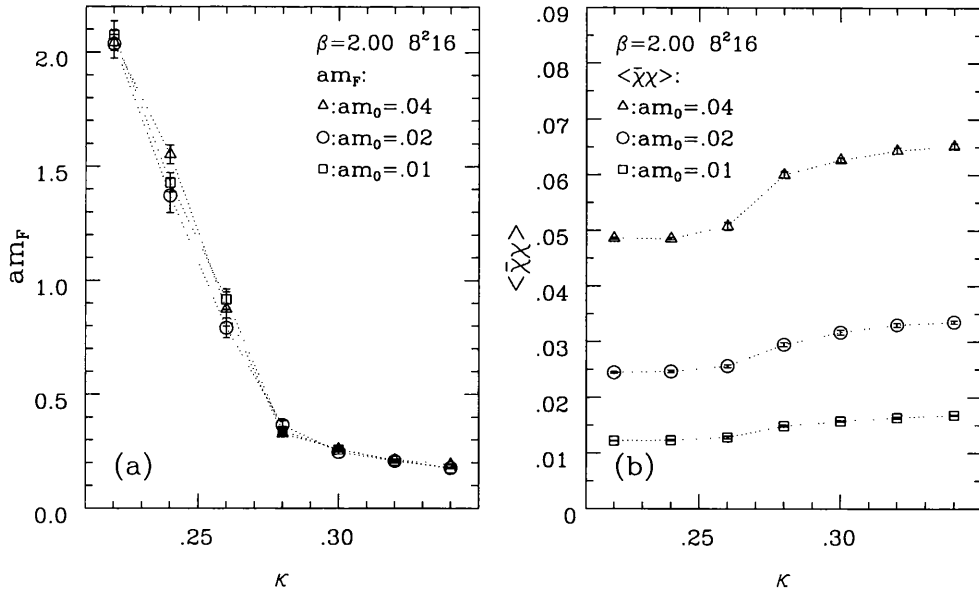 2.0
1.5
1.0
0.5
0.0
am_F
β=2.00 8²16
am_F:
△:am₀=.04
○:am₀=.02
□:am₀=.01
(a)
.25
.30
κ
.09
.08
.07
.06
.05
.04
.03
.02
.01
0
<χ̄χ>
β=2.00 8²16
<χ̄χ>:
△:am₀=.04
○:am₀=.02
□:am₀=.01
(b)
.25
.30
κ